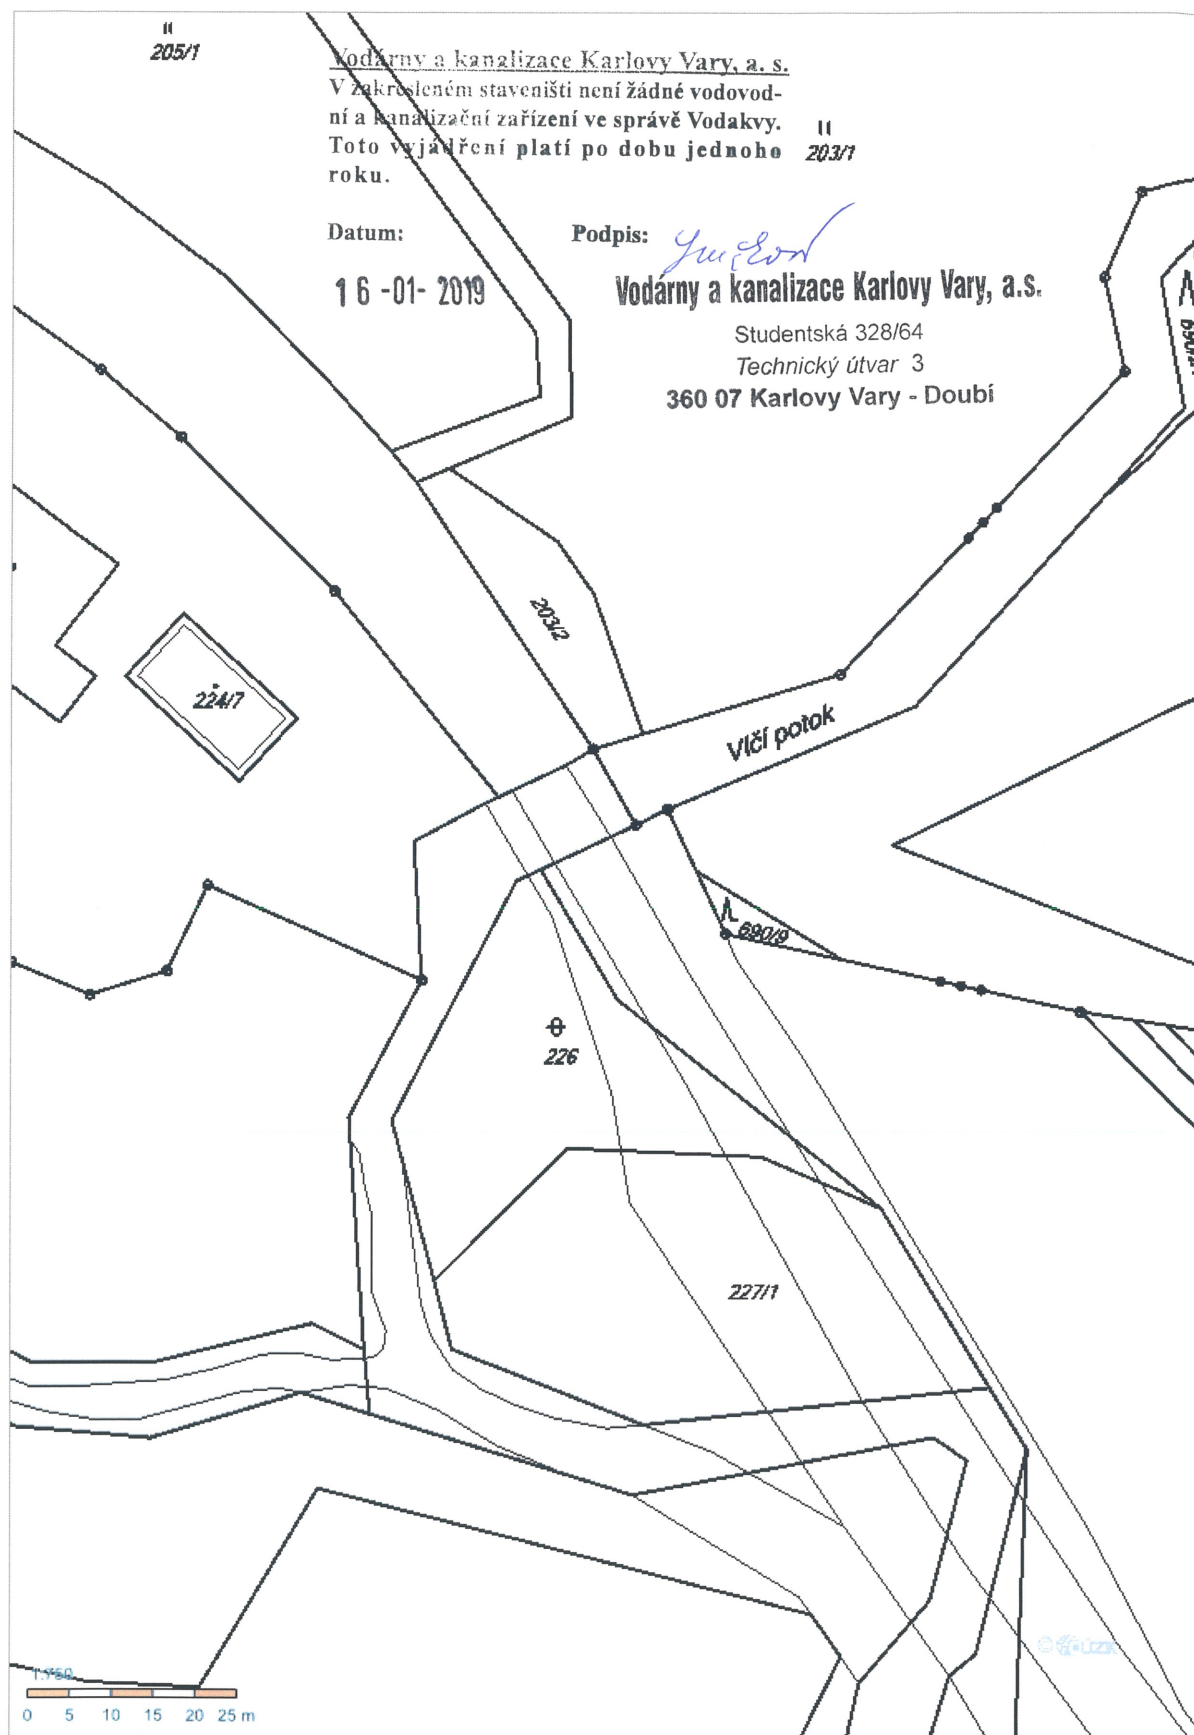 205/1
Vodárny a kanalizace Karlovy Vary, a. s.
V zakresleném staveništi není žádné vodovod-
ní a kanalizační zařízení ve správě Vodakvy.
Toto vyjádření platí po dobu jednoho
roku.
203/1
Datum:
Podpis:
16 -01- 2019
Vodárny a kanalizace Karlovy Vary, a.s.
Studentská 328/64
Technický útvar 3
360 07 Karlovy Vary - Doubí
203/2
224/7
Vlčí potok
690/9
226
227/1
1:750
0 5 10 15 20 25 m
© ČÚZK